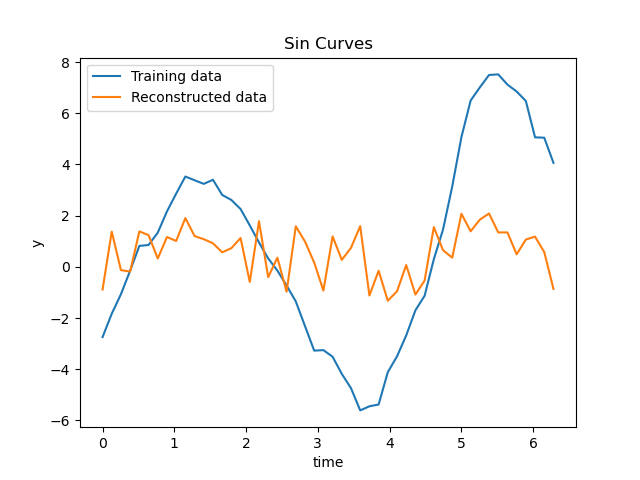 Sin Curves
Training data
Reconstructed data
y
8
6
4
2
0
−2
−4
−6
0 1 2 3 4 5 6
time